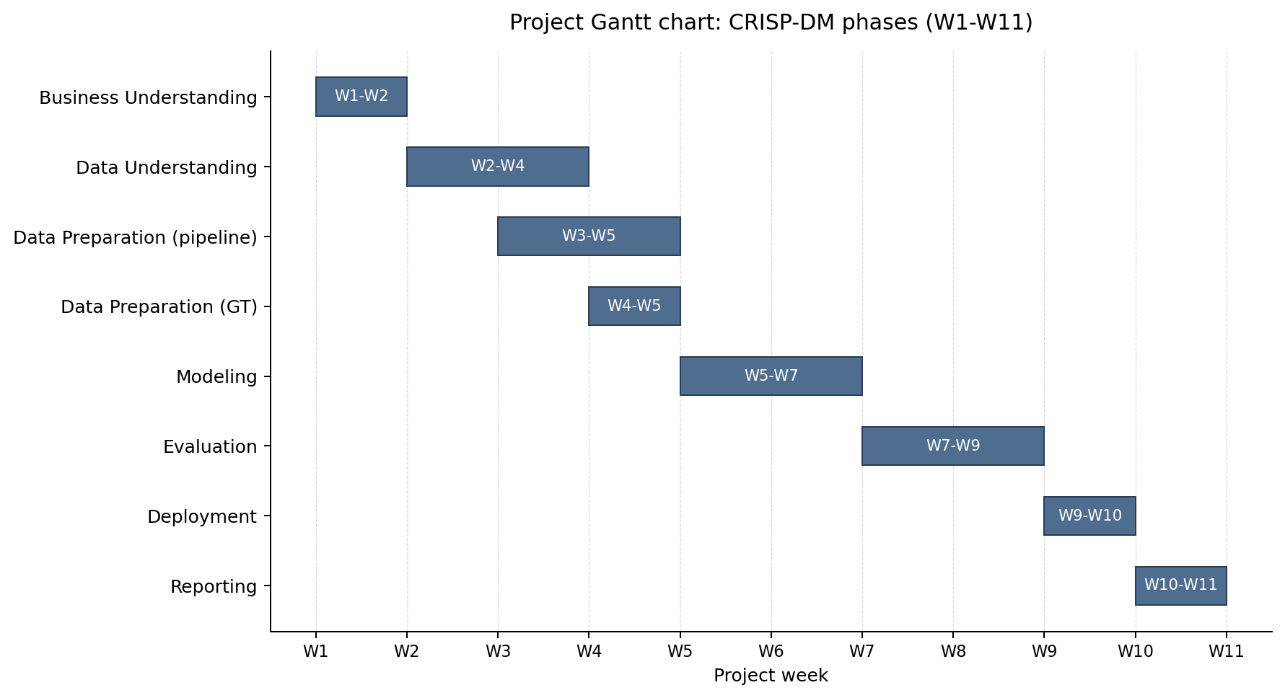 Project Gantt chart: CRISP-DM phases (W1-W11)
Business Understanding
W1-W2
Data Understanding
W2-W4
Data Preparation (pipeline)
W3-W5
Data Preparation (GT)
W4-W5
Modeling
W5-W7
Evaluation
W7-W9
Deployment
W9-W10
Reporting
W10-W11
W1 W2 W3 W4 W5 W6 W7 W8 W9 W10 W11
Project week